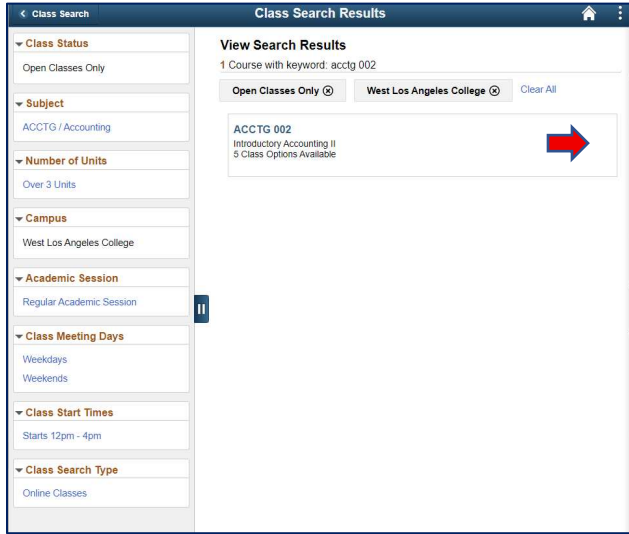 Class Search
Class Search Results
Class Status
Open Classes Only
Subject
ACCTG / Accounting
Number of Units
Over 3 Units
Campus
West Los Angeles College
Academic Session
Regular Academic Session
Class Meeting Days
Weekdays
Weekends
Class Start Times
Starts 12pm - 4pm
Class Search Type
Online Classes
View Search Results
1 Course with keyword: acctg 002
Open Classes Only
West Los Angeles College
Clear All
ACCTG 002
Introductory Accounting II
5 Class Options Available